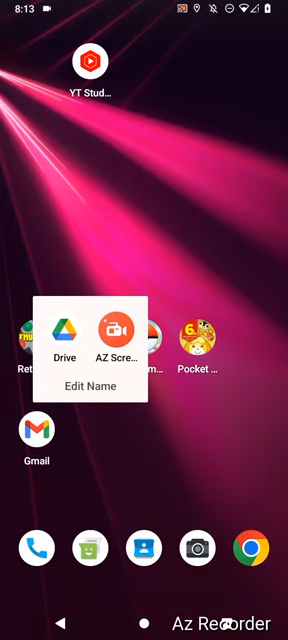 8:13
YT Stud…
Drive
AZ Scre…
Edit Name
Ret
m…
Pocket …
Gmail
Az Recorder